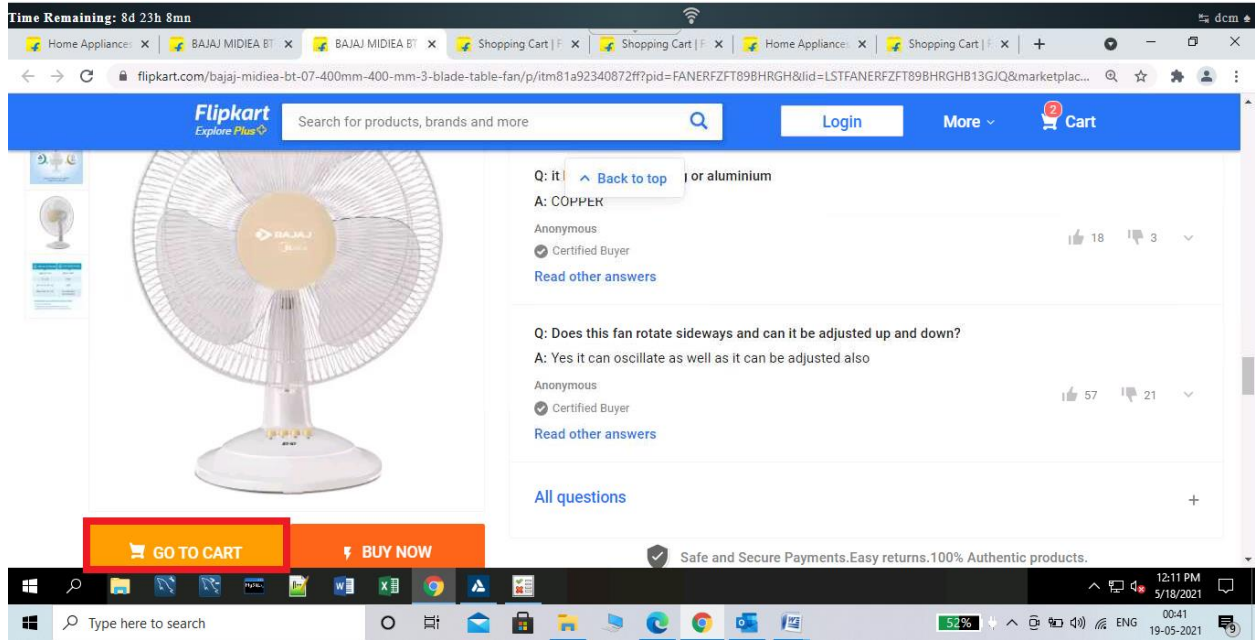 Time Remaining: 8d 23h 8mn
dcm
Home Appliance
BAJAJ MIDIEA BT
BAJAJ MIDIEA BT
Shopping Cart | F
Shopping Cart | F
Home Appliance
Shopping Cart | F
flipkart.com/bajaj-midiea-bt-07-400mm-400-mm-3-blade-table-fan/p/itm81a92340872ff?pid=FANERFZFT89BHRGH&lid=LSTFANERFZFT89BHRGHB13GJQ&marketplac...
Flipkart
Explore Plus
Search for products, brands and more
Login
More
2
Cart
Back to top
Q: it
or aluminium
A: COPPER
Anonymous
18
3
Certified Buyer
Read other answers
BAJAJ
Q: Does this fan rotate sideways and can it be adjusted up and down?
A: Yes it can oscillate as well as it can be adjusted also
Anonymous
57
21
Certified Buyer
Read other answers
All questions
GO TO CART
BUY NOW
Safe and Secure Payments.Easy returns.100% Authentic products.
12:11 PM
5/18/2021
Type here to search
52%
ENG
00:41
19-05-2021
9